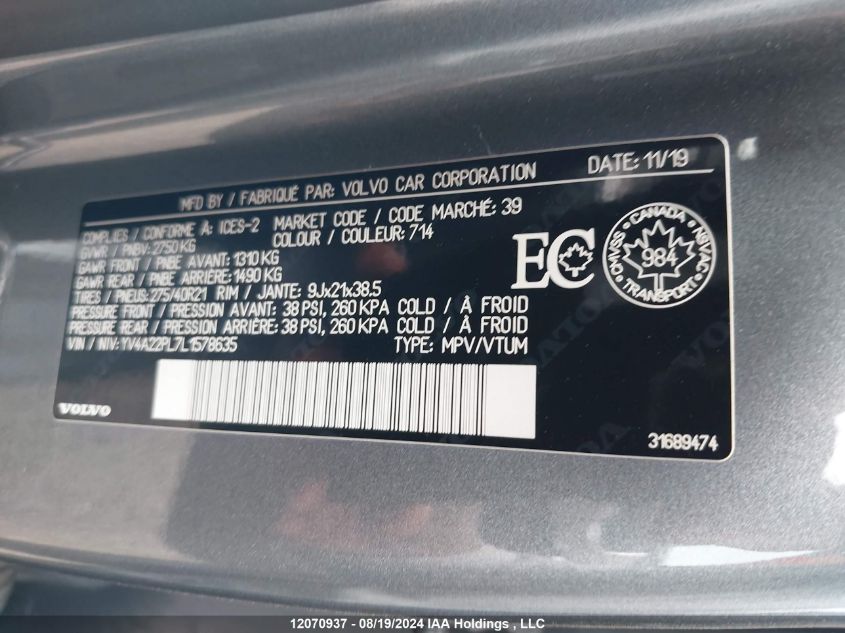 MFD BY / FABRIQUÉ PAR: VOLVO CAR CORPORATION DATE: 11/19
COMPLIES / CONFORME À: ICES-2 MARKET CODE / CODE MARCHÉ: 39
GVWR / PNBV: 2750 KG COLOUR / COULEUR: 714
GAWR FRONT / PNBE AVANT: 1310 KG
GAWR REAR / PNBE ARRIÈRE: 1490 KG
TIRES / PNEUS: 275/40R21 RIM / JANTE: 9Jx21x38.5
PRESSURE FRONT / PRESSION AVANT: 38 PSI, 260 KPA COLD / À FROID
PRESSURE REAR / PRESSION ARRIÈRE: 38 PSI, 260 KPA COLD / À FROID
VIN / NIV: YV4A22PL7L1578635 TYPE: MPV/VTUM
EC
CANADA
CMVSS
NSVAC
984
TRANSPORT
VOLVO
31689474
12070937 - 08/19/2024 IAA Holdings , LLC